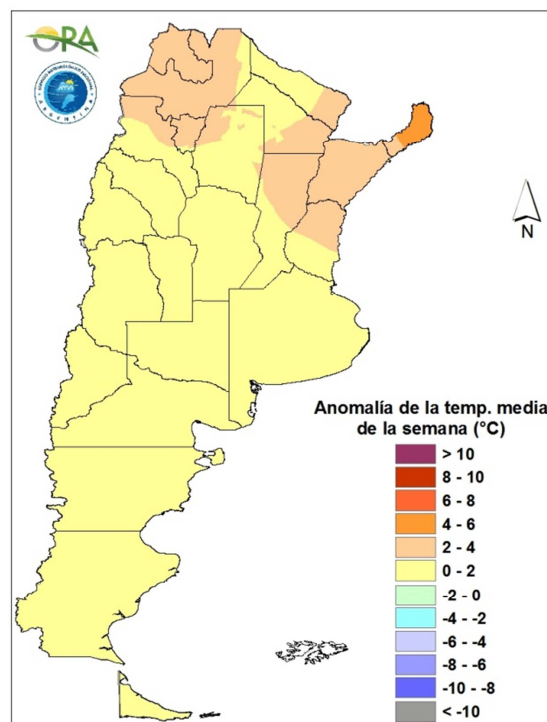 ORA
N
Anomalía de la temp. media
de la semana (°C)
> 10
8 - 10
6 - 8
4 - 6
2 - 4
0 - 2
-2 - 0
-4 - -2
-6 - -4
-8 - -6
-10 - -8
< -10